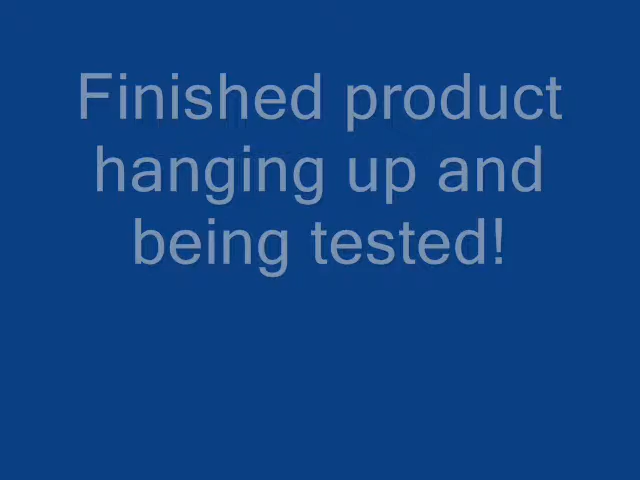 Finished product
hanging up and
being tested!